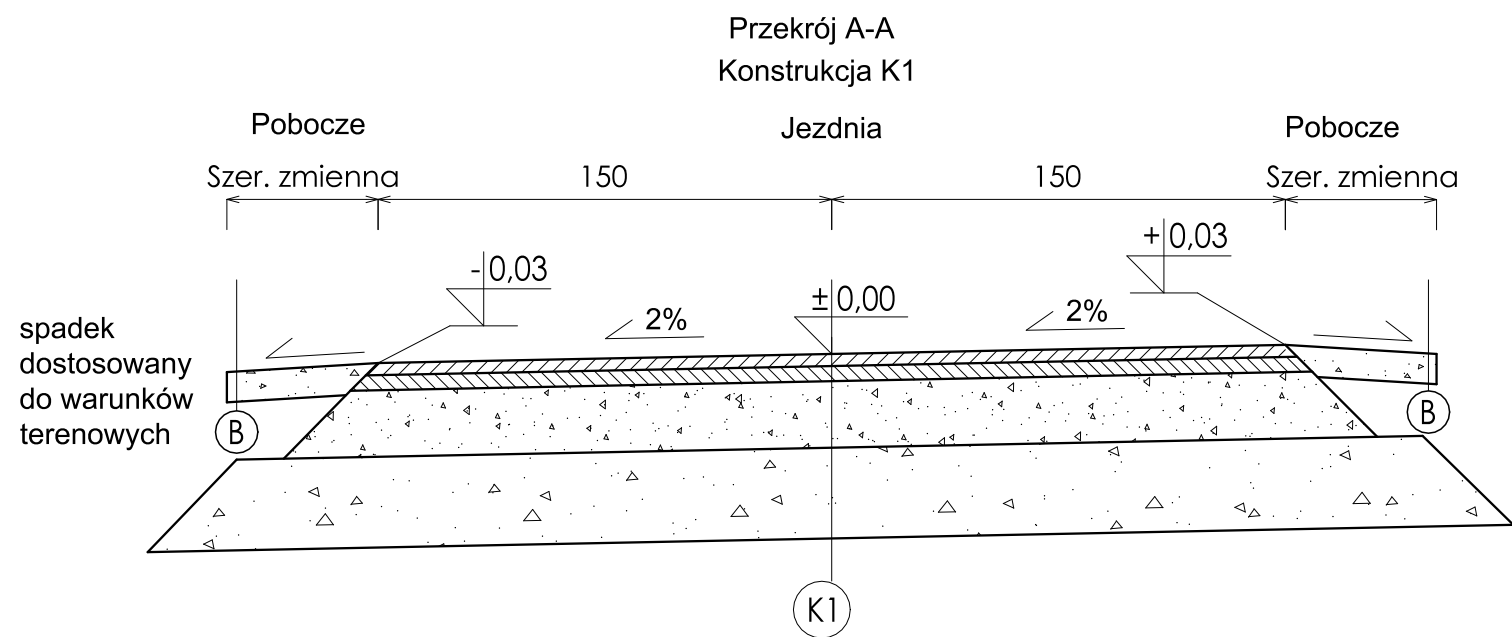 Przekrój A-A
Konstrukcja K1
Pobocze Jezdnia Pobocze
Szer. zmienna 150 150 Szer. zmienna
-0,03 ±0,00 +0,03
2% 2%
spadek
dostosowany
do warunków
terenowych
B B
K1